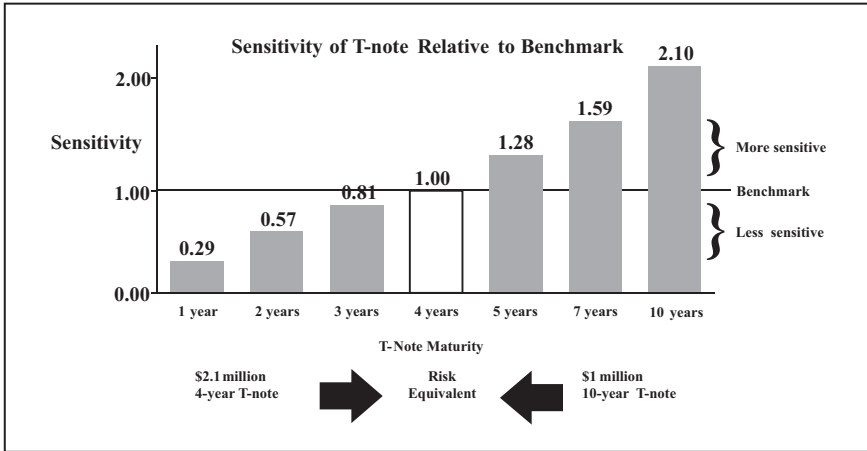 Sensitivity of T-note Relative to Benchmark
2.10
2.00
1.59
1.28
Sensitivity
More sensitive
1.00
0.81
1.00
Benchmark
0.57
Less sensitive
0.29
0.00
1 year 2 years 3 years 4 years 5 years 7 years 10 years
T-Note Maturity
$2.1 million
4-year T-note
Risk
Equivalent
$1 million
10-year T-note